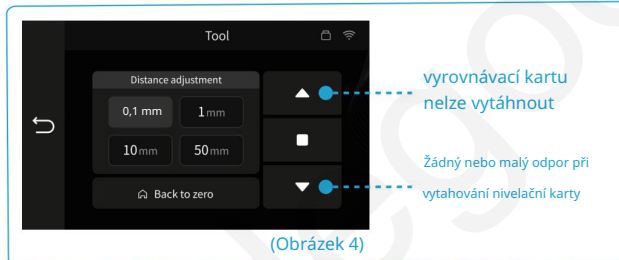 Tool
Distance adjustment
0,1 mm
1mm
10mm
50mm
Back to zero
vyrovnávací kartu
nelze vytáhnout
Žádný nebo malý odpor při
vytahování nivelační karty
(Obrázek 4)